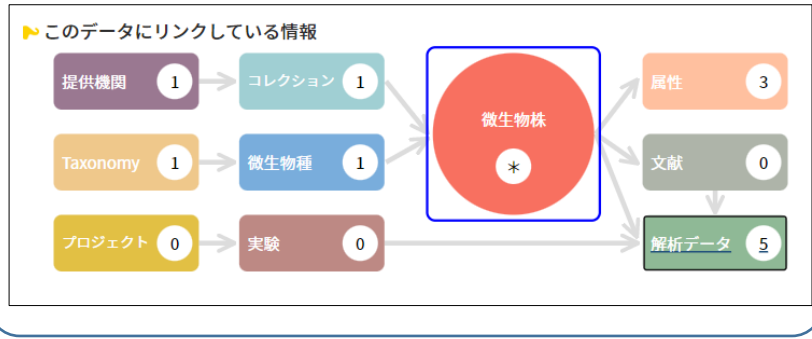 このデータにリンクしている情報
提供機関 1
コレクション 1
微生物株
*
属性 3
Taxonomy 1
微生物種 1
文献 0
プロジェクト 0
実験 0
解析データ 5